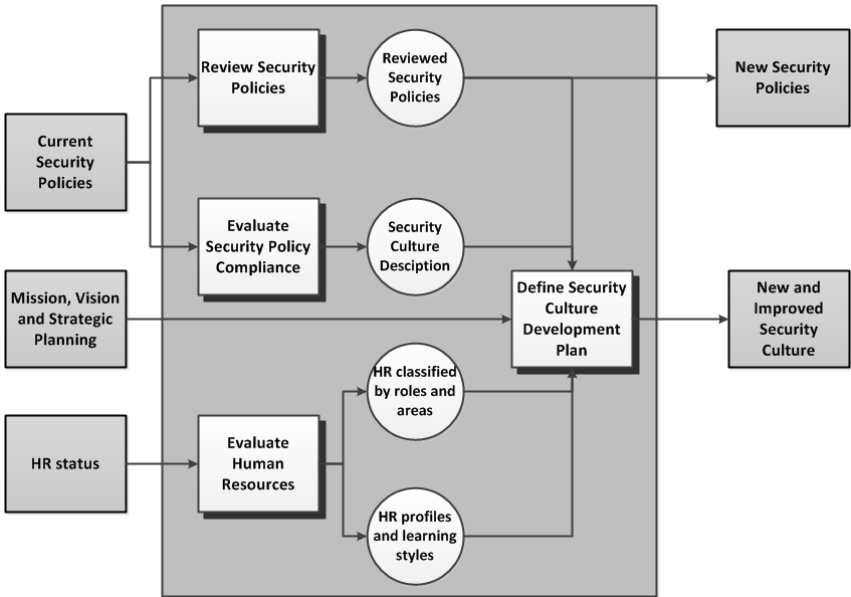 Review Security
Policies
Reviewed
Security
Policies
New Security
Policies
Current
Security
Policies
Evaluate
Security Policy
Compliance
Security
Culture
Desciption
Mission, Vision
and Strategic
Planning
Define Security
Culture
Development
Plan
New and
Improved
Security
Culture
HR classified
by roles and
areas
HR status
Evaluate
Human
Resources
HR profiles
and learning
styles